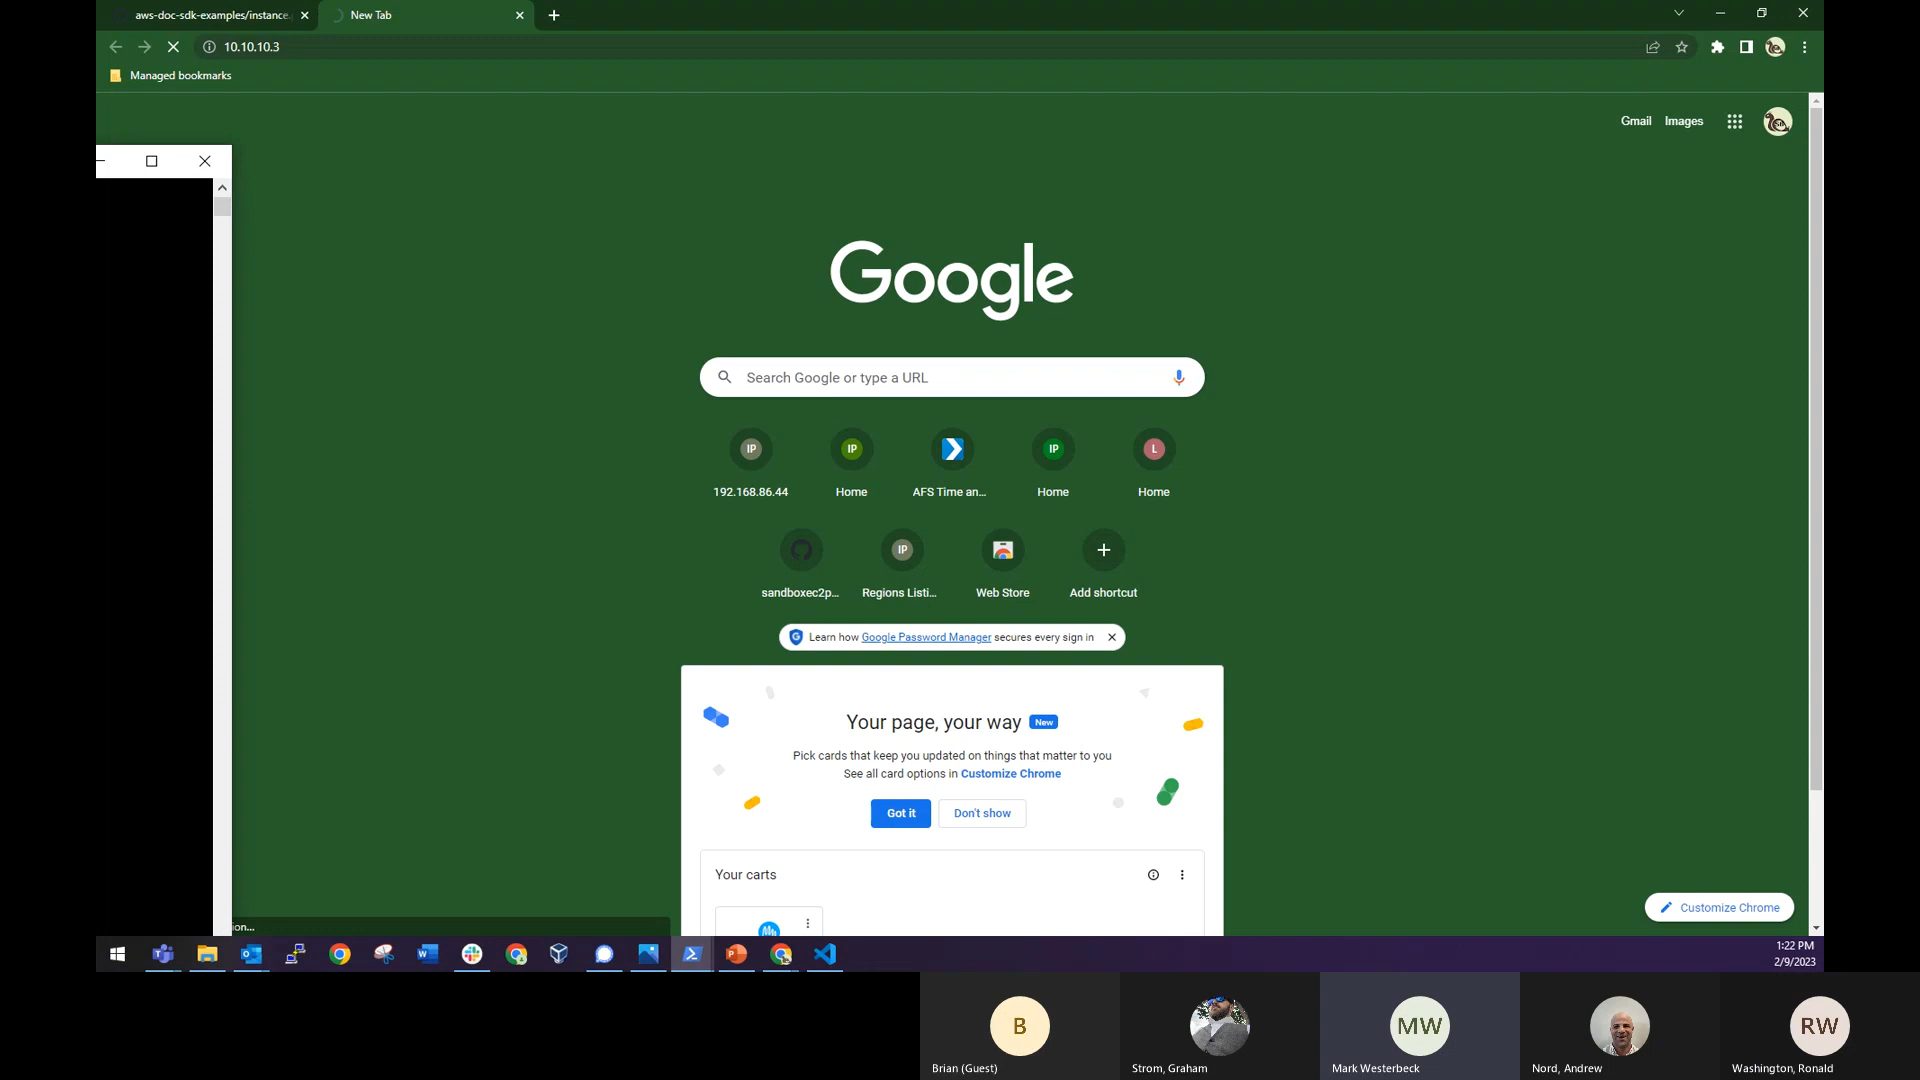 aws-doc-sdk-examples/instance.
New Tab
10.10.10.3
Managed bookmarks
Gmail
Images
Google
Search Google or type a URL
IP
IP
IP
L
192.168.86.44
Home
AFS Time an...
Home
Home
IP
sandboxec2p...
Regions Listi...
Web Store
Add shortcut
Learn how Google Password Manager secures every sign in
Your page, your way New
Pick cards that keep you updated on things that matter to you
See all card options in Customize Chrome
Got it
Don't show
Your carts
Customize Chrome
ion...
1:22 PM
2/9/2023
B
MW
RW
Brian (Guest)
Strom, Graham
Mark Westerbeck
Nord, Andrew
Washington, Ronald